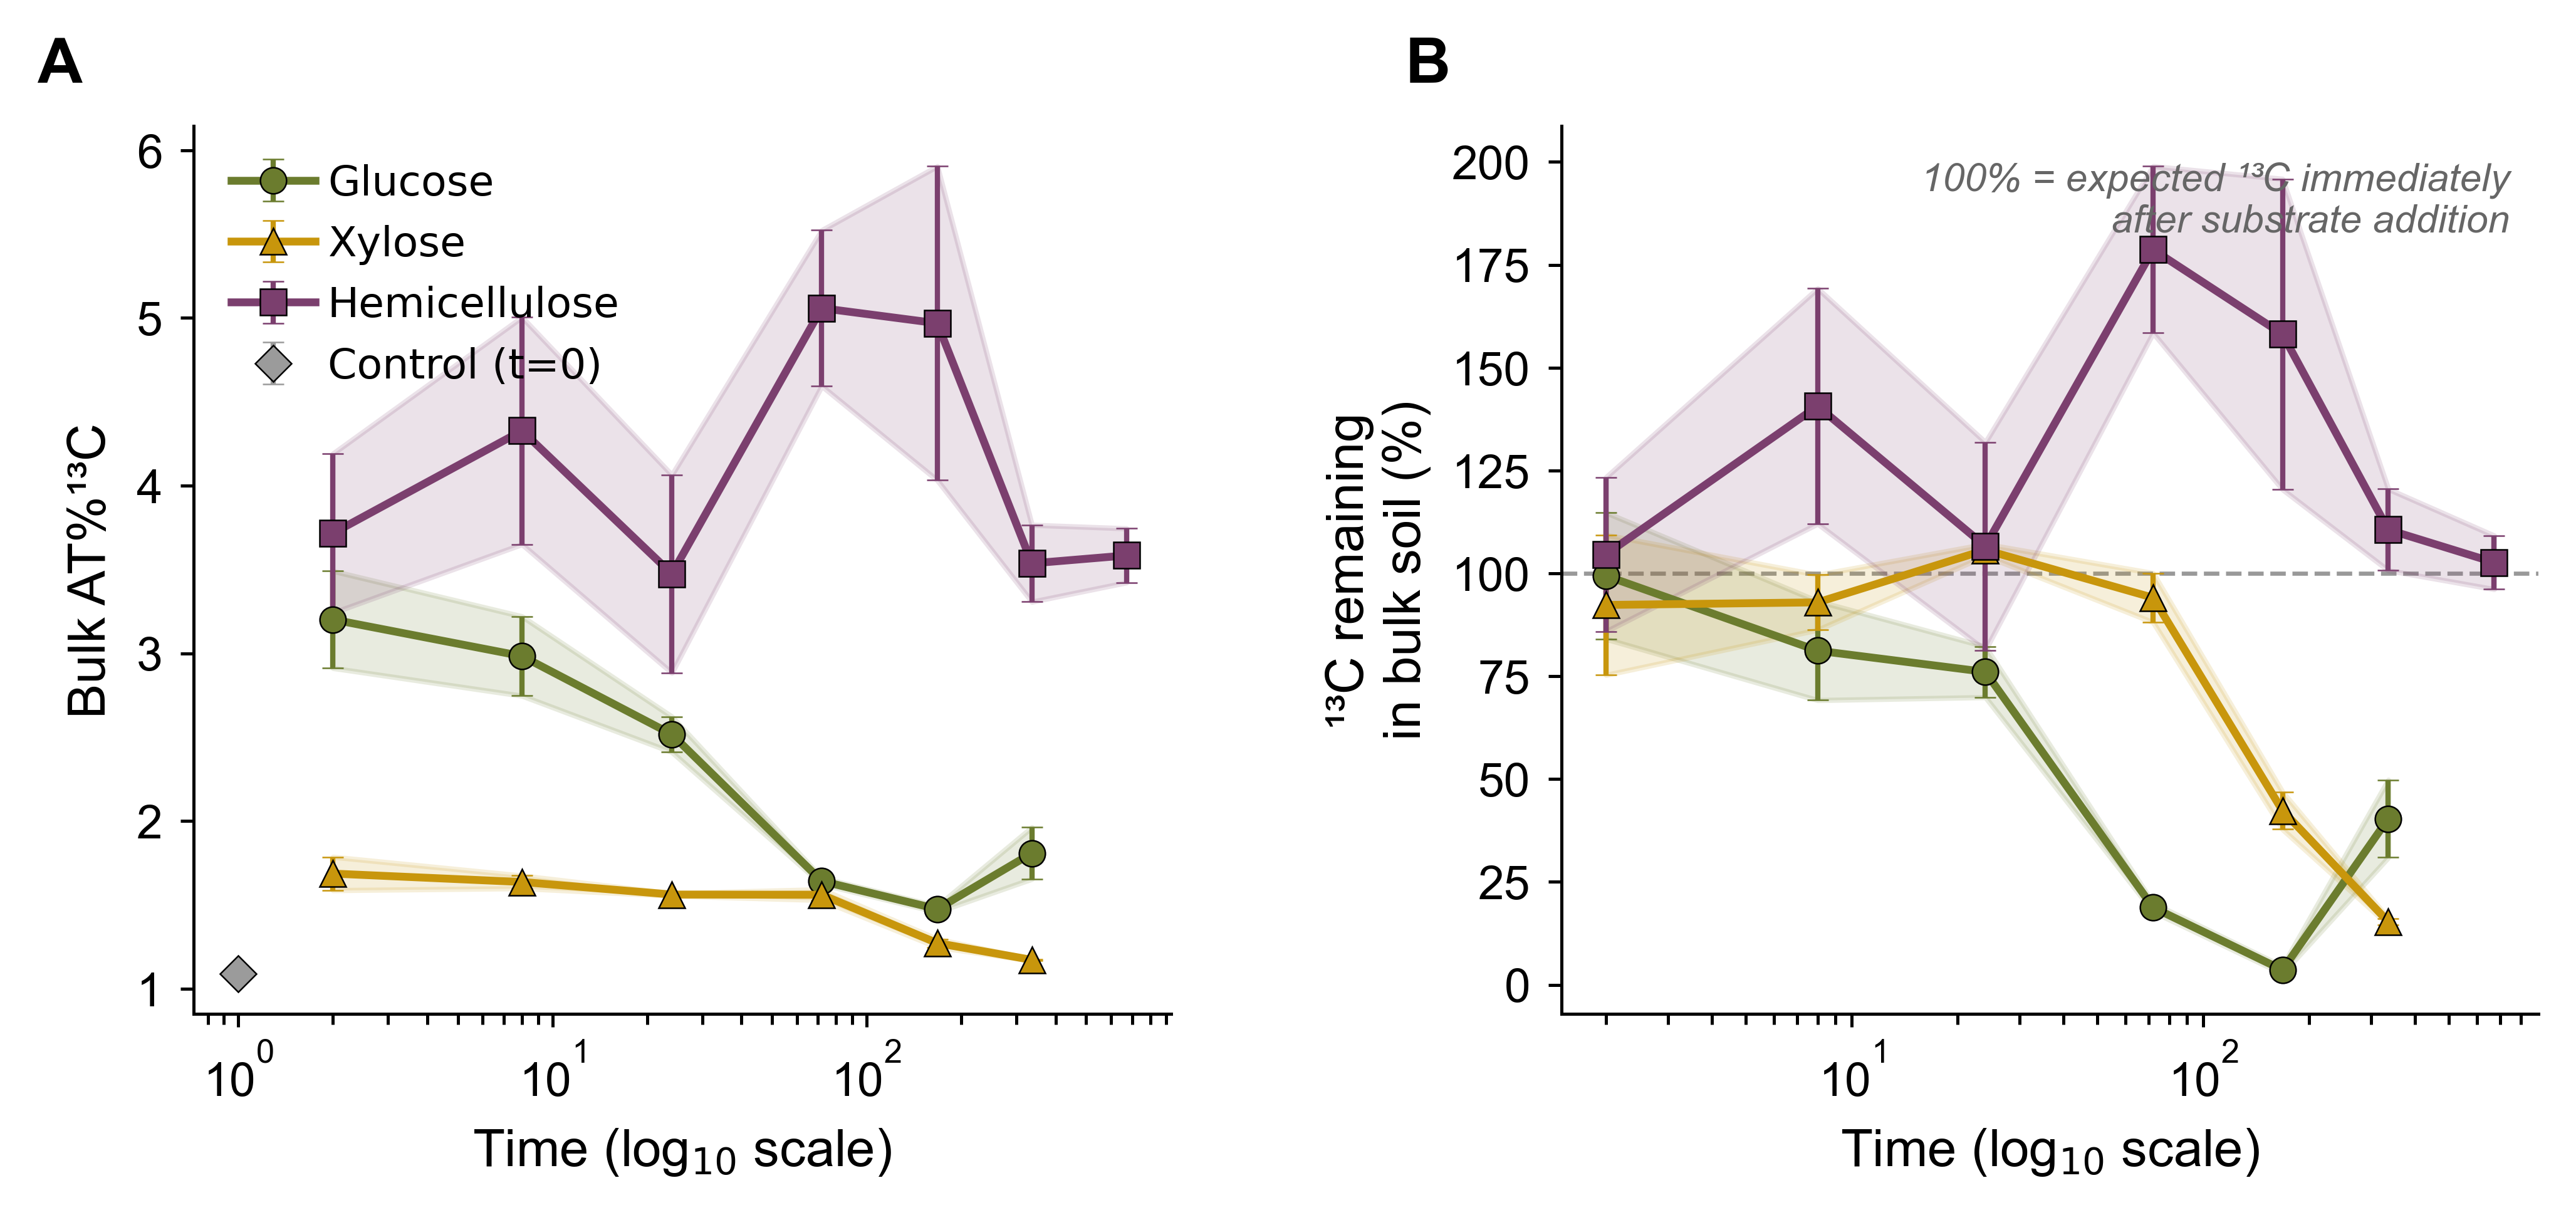 A
B
6
5
4
3
2
1
Bulk AT%¹³C
Glucose
Xylose
Hemicellulose
Control (t=0)
10⁰
10¹
10²
Time (log₁₀ scale)
200
175
150
125
100
75
50
25
0
¹³C remaining
in bulk soil (%)
100% = expected ¹³C immediately
after substrate addition
10¹
10²
Time (log₁₀ scale)